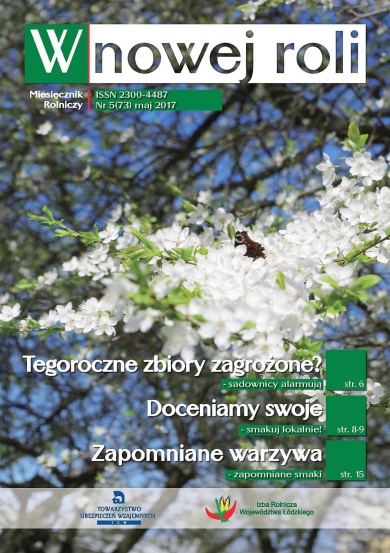 W nowej roli
Miesięcznik
Rolniczy
ISSN 2300-4487
Nr 5(73) maj 2017
Tegoroczne zbiory zagrożone?
- sadownicy alarmują
str. 6
Doceniamy swoje
- smakuj lokalnie!
str. 8-9
Zapomniane warzywa
- zapomniane smaki
str. 15
TOWARZYSTWO
UBEZPIECZEŃ WZAJEMNYCH
TUW
Izba Rolnicza
Województwa Łódzkiego